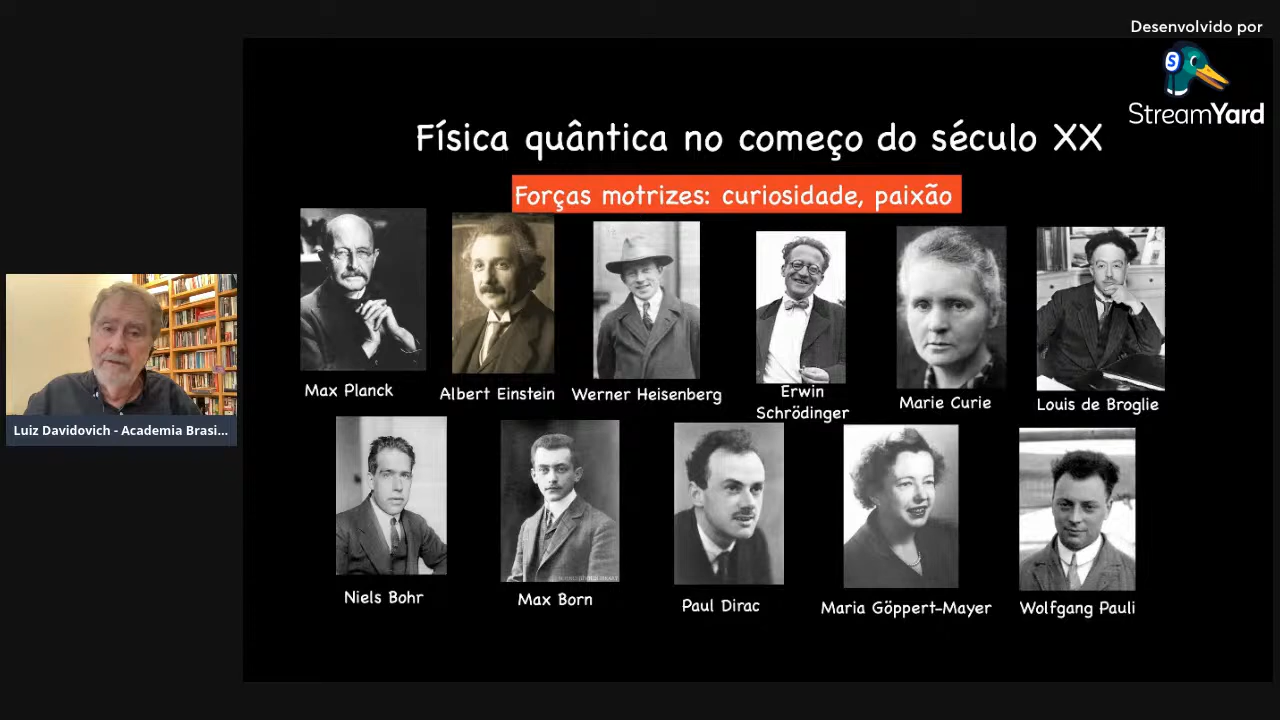 Desenvolvido por
StreamYard
Física quântica no começo do século XX
Forças motrizes: curiosidade, paixão
Max Planck
Albert Einstein
Werner Heisenberg
Erwin
Schrödinger
Marie Curie
Louis de Broglie
Luiz Davidovich - Academia Brasi...
Niels Bohr
Max Born
Paul Dirac
Maria Göppert-Mayer
Wolfgang Pauli